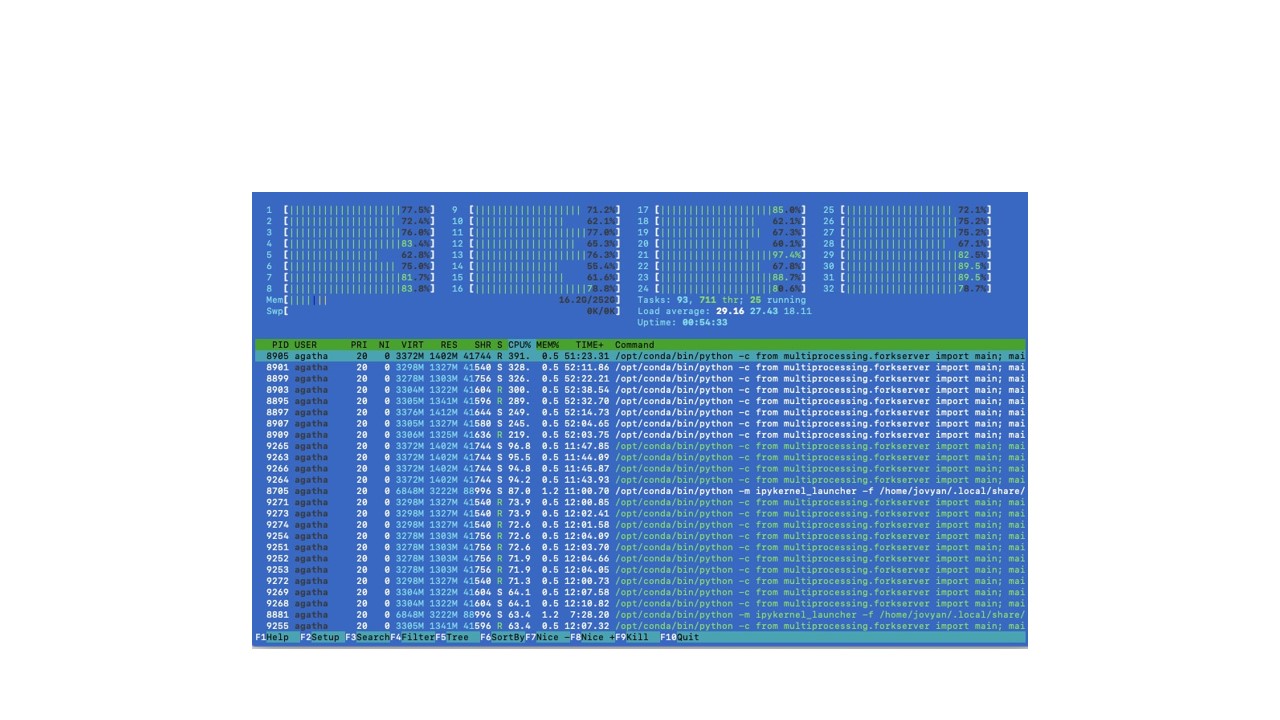 1 [77.5%] 9 [71.2%] 17 [85.0%] 25 [72.1%]
2 [72.4%] 10 [62.1%] 18 [62.1%] 26 [75.2%]
3 [76.0%] 11 [77.0%] 19 [67.3%] 27 [75.2%]
4 [83.4%] 12 [65.3%] 20 [60.1%] 28 [67.1%]
5 [62.8%] 13 [76.3%] 21 [97.4%] 29 [82.5%]
6 [75.0%] 14 [55.4%] 22 [67.8%] 30 [89.5%]
7 [81.7%] 15 [61.6%] 23 [88.7%] 31 [89.5%]
8 [83.8%] 16 [78.8%] 24 [80.6%] 32 [78.7%]
Mem[16.2G/252G] Tasks: 93, 711 thr; 25 running
Swp[0K/0K] Load average: 29.16 27.43 18.11
Uptime: 00:54:33
PID USER PRI NI VIRT RES SHR S CPU% MEM% TIME+ Command
8905 agatha 20 0 3372M 1402M 41744 R 391. 0.5 51:23.31 /opt/conda/bin/python -c from multiprocessing.forkserver import main; mai
8901 agatha 20 0 3298M 1327M 41540 S 328. 0.5 52:11.86 /opt/conda/bin/python -c from multiprocessing.forkserver import main; mai
8899 agatha 20 0 3278M 1303M 41756 S 326. 0.5 52:22.21 /opt/conda/bin/python -c from multiprocessing.forkserver import main; mai
8903 agatha 20 0 3304M 1322M 41604 R 300. 0.5 52:38.54 /opt/conda/bin/python -c from multiprocessing.forkserver import main; mai
8895 agatha 20 0 3305M 1341M 41596 R 289. 0.5 52:32.70 /opt/conda/bin/python -c from multiprocessing.forkserver import main; mai
8897 agatha 20 0 3376M 1412M 41644 S 249. 0.5 52:14.73 /opt/conda/bin/python -c from multiprocessing.forkserver import main; mai
8907 agatha 20 0 3305M 1327M 41580 S 245. 0.5 52:04.65 /opt/conda/bin/python -c from multiprocessing.forkserver import main; mai
8909 agatha 20 0 3306M 1325M 41636 R 219. 0.5 52:03.75 /opt/conda/bin/python -c from multiprocessing.forkserver import main; mai
9265 agatha 20 0 3372M 1402M 41744 S 96.8 0.5 11:47.85 /opt/conda/bin/python -c from multiprocessing.forkserver import main; mai
9263 agatha 20 0 3372M 1402M 41744 S 95.5 0.5 11:44.09 /opt/conda/bin/python -c from multiprocessing.forkserver import main; mai
9266 agatha 20 0 3372M 1402M 41744 S 94.8 0.5 11:45.87 /opt/conda/bin/python -c from multiprocessing.forkserver import main; mai
9264 agatha 20 0 3372M 1402M 41744 S 94.2 0.5 11:43.93 /opt/conda/bin/python -c from multiprocessing.forkserver import main; mai
8705 agatha 20 0 6848M 3222M 88996 S 87.0 1.2 11:00.70 /opt/conda/bin/python -m ipykernel_launcher -f /home/jovyan/.local/share/
9271 agatha 20 0 3298M 1327M 41540 R 73.9 0.5 12:00.85 /opt/conda/bin/python -c from multiprocessing.forkserver import main; mai
9273 agatha 20 0 3298M 1327M 41540 R 73.9 0.5 12:02.41 /opt/conda/bin/python -c from multiprocessing.forkserver import main; mai
9274 agatha 20 0 3298M 1327M 41540 R 72.6 0.5 12:01.58 /opt/conda/bin/python -c from multiprocessing.forkserver import main; mai
9254 agatha 20 0 3278M 1303M 41756 R 72.6 0.5 12:04.09 /opt/conda/bin/python -c from multiprocessing.forkserver import main; mai
9251 agatha 20 0 3278M 1303M 41756 R 72.6 0.5 12:03.70 /opt/conda/bin/python -c from multiprocessing.forkserver import main; mai
9252 agatha 20 0 3278M 1303M 41756 R 71.9 0.5 12:04.66 /opt/conda/bin/python -c from multiprocessing.forkserver import main; mai
9253 agatha 20 0 3278M 1303M 41756 R 71.9 0.5 12:04.05 /opt/conda/bin/python -c from multiprocessing.forkserver import main; mai
9272 agatha 20 0 3298M 1327M 41540 R 71.3 0.5 12:00.73 /opt/conda/bin/python -c from multiprocessing.forkserver import main; mai
9269 agatha 20 0 3304M 1322M 41604 S 64.1 0.5 12:07.58 /opt/conda/bin/python -c from multiprocessing.forkserver import main; mai
9268 agatha 20 0 3304M 1322M 41604 S 64.1 0.5 12:10.82 /opt/conda/bin/python -c from multiprocessing.forkserver import main; mai
8881 agatha 20 0 6848M 3222M 88996 S 63.4 1.2 7:28.20 /opt/conda/bin/python -m ipykernel_launcher -f /home/jovyan/.local/share/
9255 agatha 20 0 3305M 1341M 41596 R 63.4 0.5 12:07.32 /opt/conda/bin/python -c from multiprocessing.forkserver import main; mai
F1Help F2Setup F3SearchF4FilterF5Tree F6SortByF7Nice -F8Nice +F9Kill F10Quit